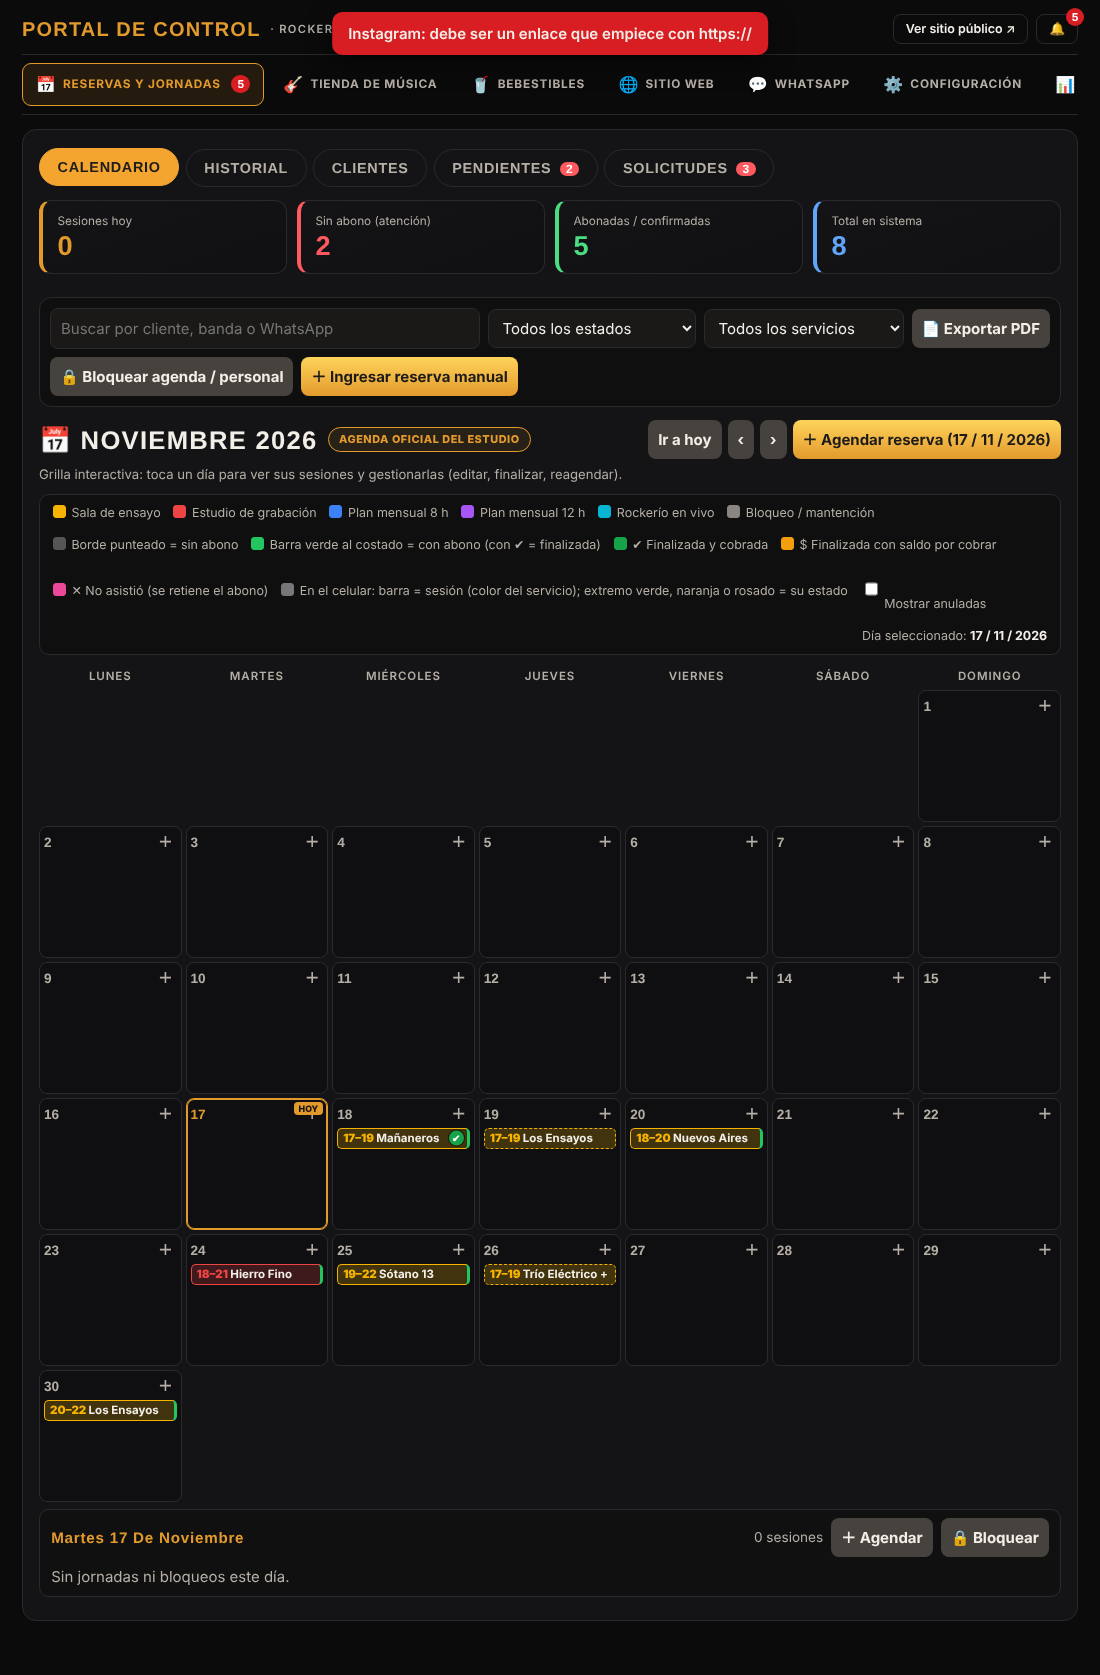 PORTAL DE CONTROL · ROCKER
Instagram: debe ser un enlace que empiece con https://
Ver sitio público ↗
🔔 5
📅 RESERVAS Y JORNADAS 5
🎸 TIENDA DE MÚSICA
🥤 BEBESTIBLES
🌐 SITIO WEB
💬 WHATSAPP
⚙️ CONFIGURACIÓN
📊
CALENDARIO
HISTORIAL
CLIENTES
PENDIENTES 2
SOLICITUDES 3
Sesiones hoy
0
Sin abono (atención)
2
Abonadas / confirmadas
5
Total en sistema
8
Buscar por cliente, banda o WhatsApp
Todos los estados
Todos los servicios
📄 Exportar PDF
🔒 Bloquear agenda / personal
+ Ingresar reserva manual
📅 NOVIEMBRE 2026 AGENDA OFICIAL DEL ESTUDIO
Ir a hoy
‹
›
+ Agendar reserva (17 / 11 / 2026)
Grilla interactiva: toca un día para ver sus sesiones y gestionarlas (editar, finalizar, reagendar).
Sala de ensayo Estudio de grabación Plan mensual 8 h Plan mensual 12 h Rockerío en vivo Bloqueo / mantención
Borde punteado = sin abono Barra verde al costado = con abono (con ✔ = finalizada) ✔ Finalizada y cobrada $ Finalizada con saldo por cobrar
✕ No asistió (se retiene el abono) En el celular: barra = sesión (color del servicio); extremo verde, naranja o rosado = su estado
Mostrar anuladas
Día seleccionado: 17 / 11 / 2026
LUNES MARTES MIÉRCOLES JUEVES VIERNES SÁBADO DOMINGO
1 +
2 + 3 + 4 + 5 + 6 + 7 + 8 +
9 + 10 + 11 + 12 + 13 + 14 + 15 +
16 + 17 HOY + 18 + 19 + 20 + 21 + 22 +
17–19 Mañaneros ✔
17–19 Los Ensayos
18–20 Nuevos Aires
23 + 24 + 25 + 26 + 27 + 28 + 29 +
18–21 Hierro Fino
19–22 Sótano 13
17–19 Trío Eléctrico +
30 +
20–22 Los Ensayos
Martes 17 De Noviembre
0 sesiones
+ Agendar
🔒 Bloquear
Sin jornadas ni bloqueos este día.